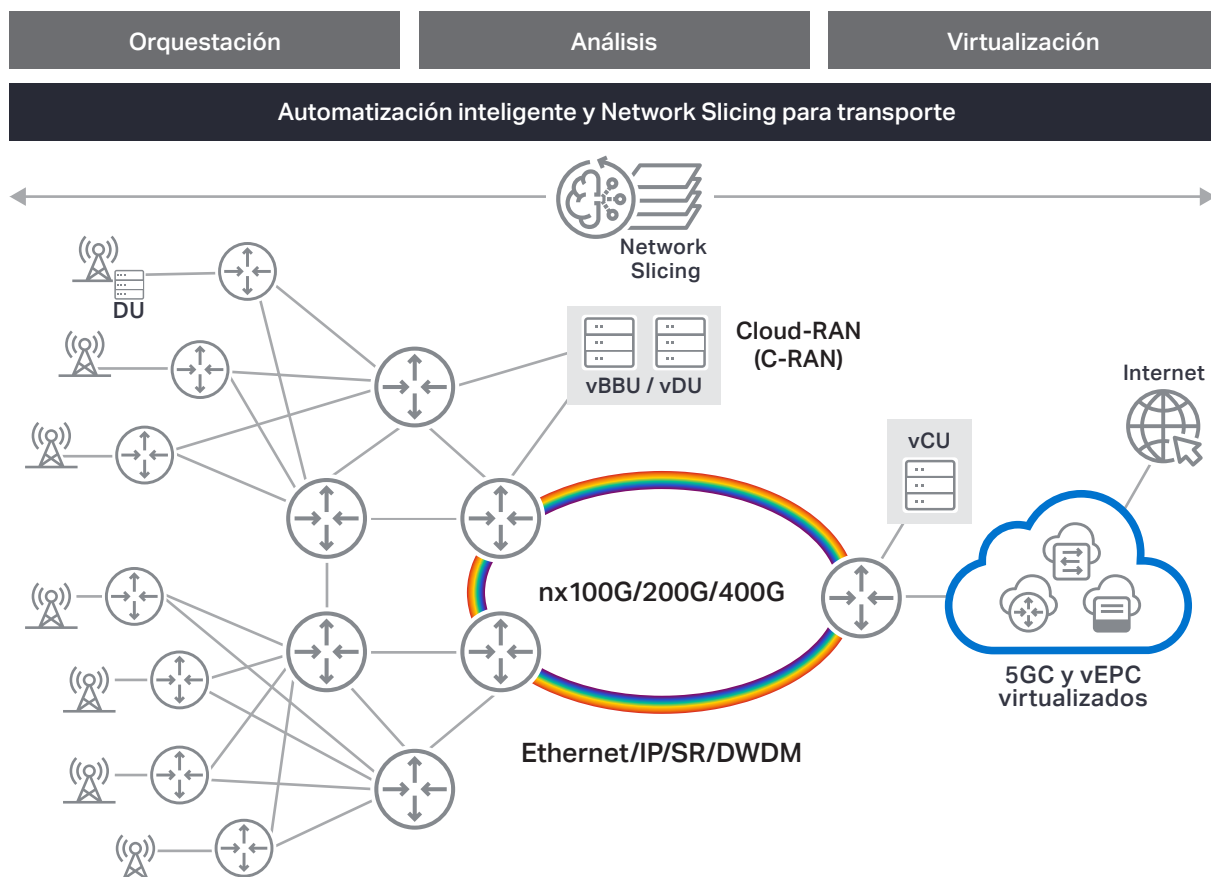 Orquestación
Análisis
Virtualización
Automatización inteligente y Network Slicing para transporte
Network
Slicing
DU
Cloud-RAN
(C-RAN)
vBBU / vDU
Internet
vCU
nx100G/200G/400G
5GC y vEPC
virtualizados
Ethernet/IP/SR/DWDM